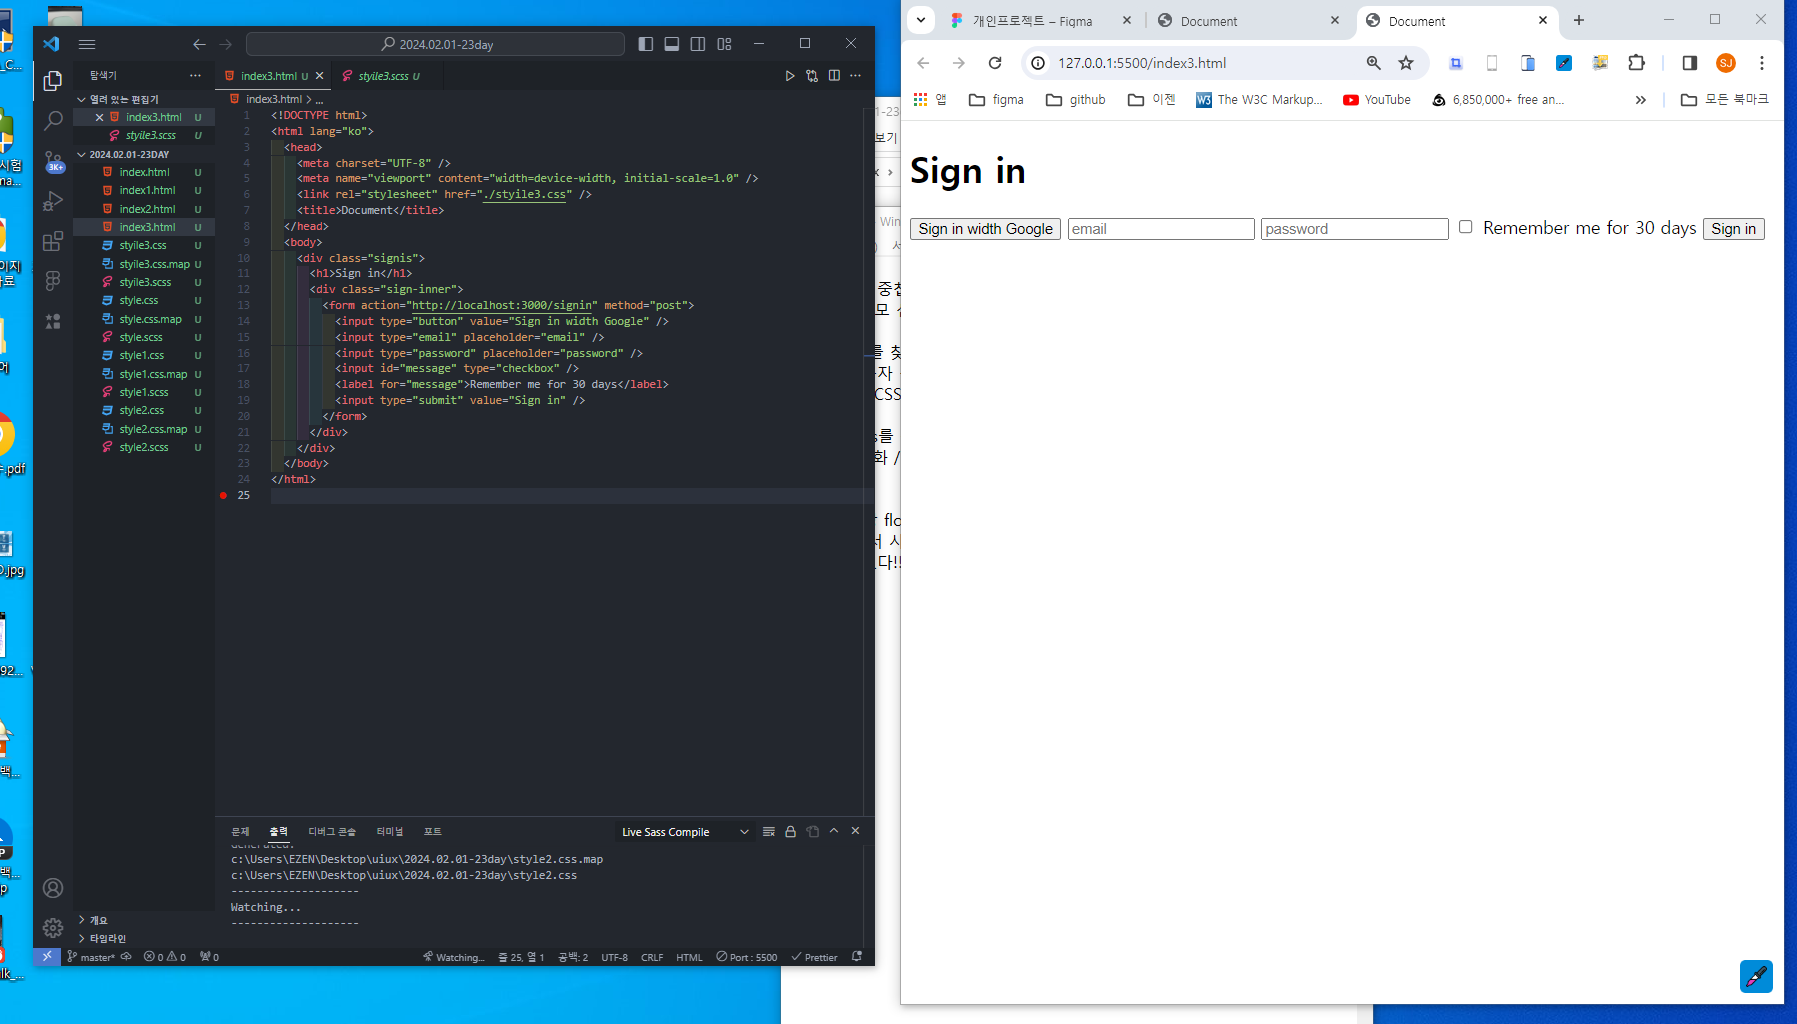 2024.02.01-23day
탐색기
열려 있는 편집기
index3.html U
styile3.scss U
2024.02.01-23DAY
index.html U
index1.html U
index2.html U
index3.html U
styile3.css U
styile3.css.map U
styile3.scss U
style.css U
style.css.map U
style.scss U
style1.css U
style1.css.map U
style1.scss U
style2.css U
style2.css.map U
style2.scss U
개요
타임라인
index3.html U
styile3.scss U
index3.html > ...
1 <!DOCTYPE html>
2 <html lang="ko">
3 <head>
4 <meta charset="UTF-8" />
5 <meta name="viewport" content="width=device-width, initial-scale=1.0" />
6 <link rel="stylesheet" href="./styile3.css" />
7 <title>Document</title>
8 </head>
9 <body>
10 <div class="signis">
11 <h1>Sign in</h1>
12 <div class="sign-inner">
13 <form action="http://localhost:3000/signin" method="post">
14 <input type="button" value="Sign in width Google" />
15 <input type="email" placeholder="email" />
16 <input type="password" placeholder="password" />
17 <input id="message" type="checkbox" />
18 <label for="message">Remember me for 30 days</label>
19 <input type="submit" value="Sign in" />
20 </form>
21 </div>
22 </div>
23 </body>
24 </html>
25
문제 출력 디버그 콘솔 터미널 포트
Live Sass Compile
Generated:
c:\Users\EZEN\Desktop\uiux\2024.02.01-23day\style2.css.map
c:\Users\EZEN\Desktop\uiux\2024.02.01-23day\style2.css
--------------------
Watching...
--------------------
3K+
master* 0 0 0 Watching... 줄 25, 열 1 공백: 2 UTF-8 CRLF HTML Port : 5500 Prettier
개인프로젝트 – Figma
Document
Document
127.0.0.1:5500/index3.html
SJ
앱 figma github 이젠 The W3C Markup... YouTube 6,850,000+ free an... 모든 북마크
Sign in
Sign in width Google email password Remember me for 30 days Sign in
보기
Win
CSS
.pdf
.jpg